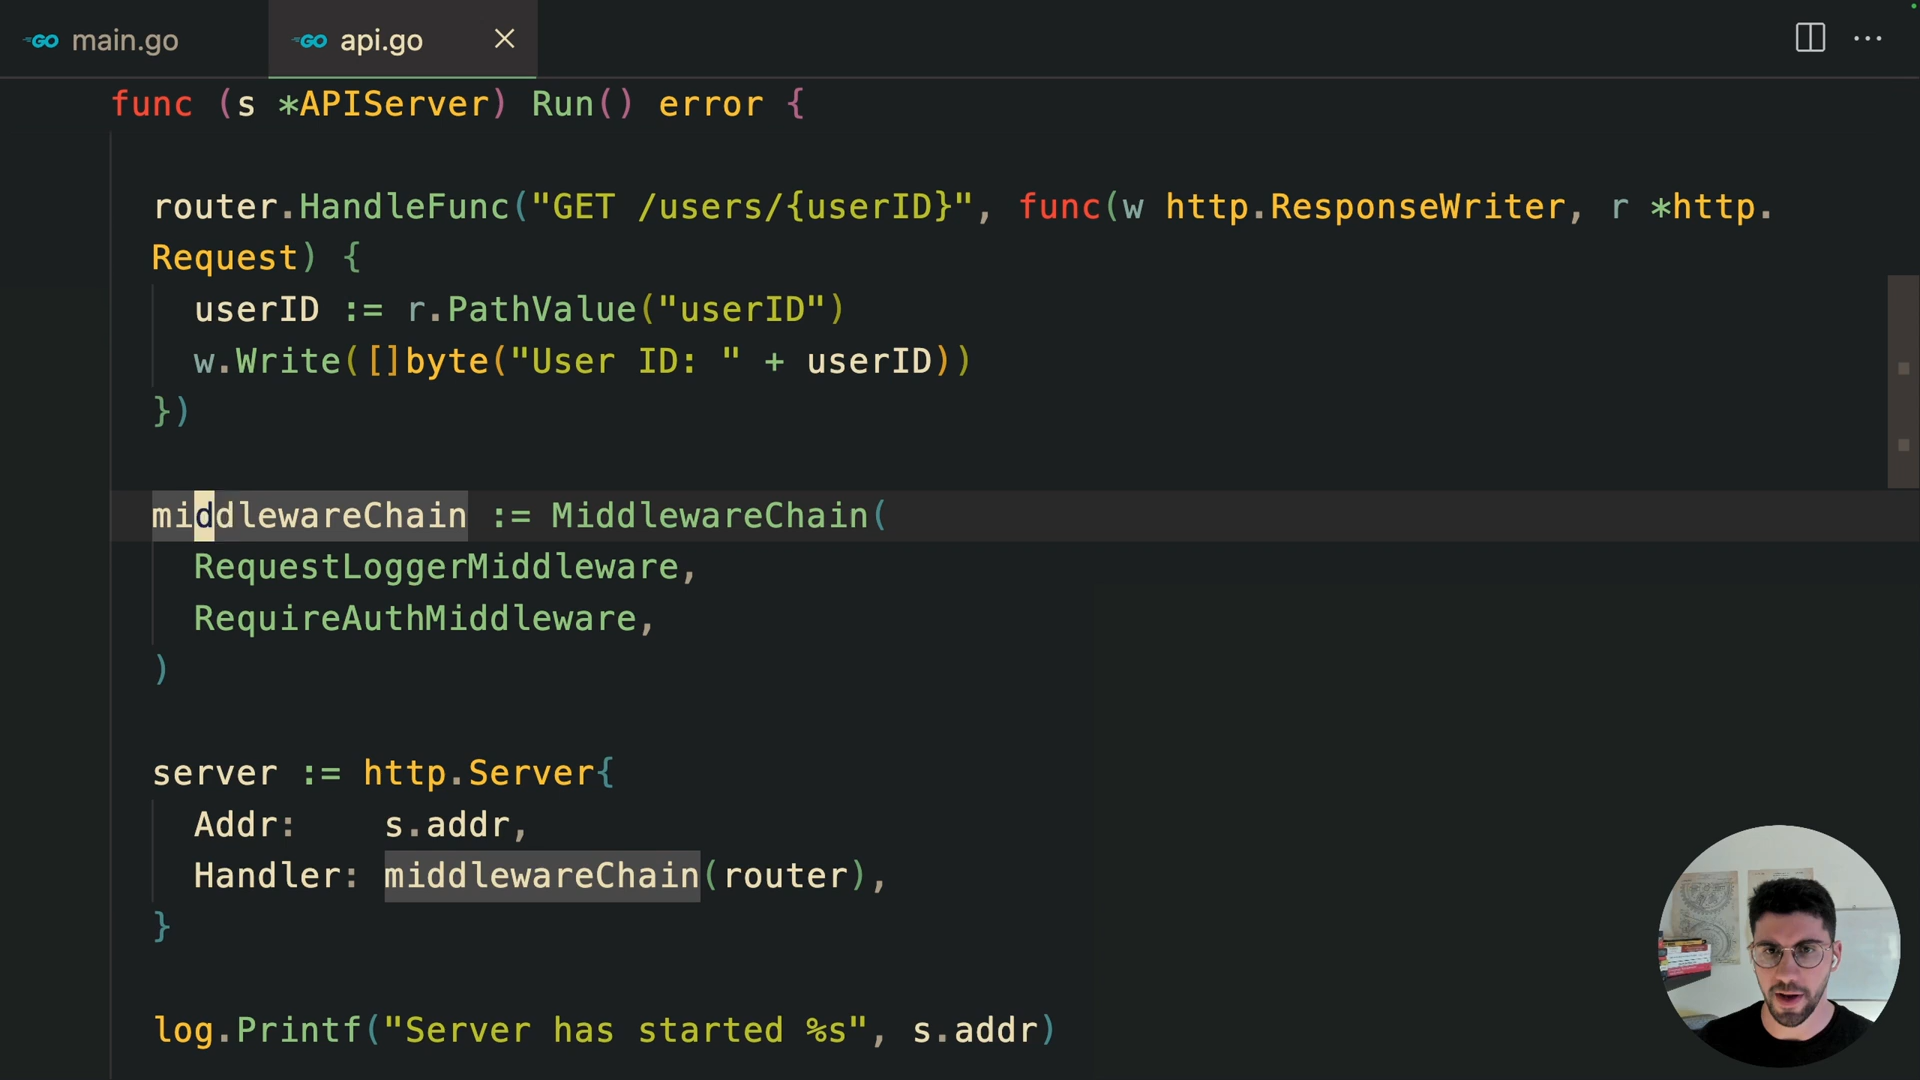 GO main.go
GO api.go
func (s *APIServer) Run() error {
router.HandleFunc("GET /users/{userID}", func(w http.ResponseWriter, r *http.
Request) {
userID := r.PathValue("userID")
w.Write([]byte("User ID: " + userID))
})
middlewareChain := MiddlewareChain(
RequestLoggerMiddleware,
RequireAuthMiddleware,
)
server := http.Server{
Addr: s.addr,
Handler: middlewareChain(router),
}
log.Printf("Server has started %s", s.addr)